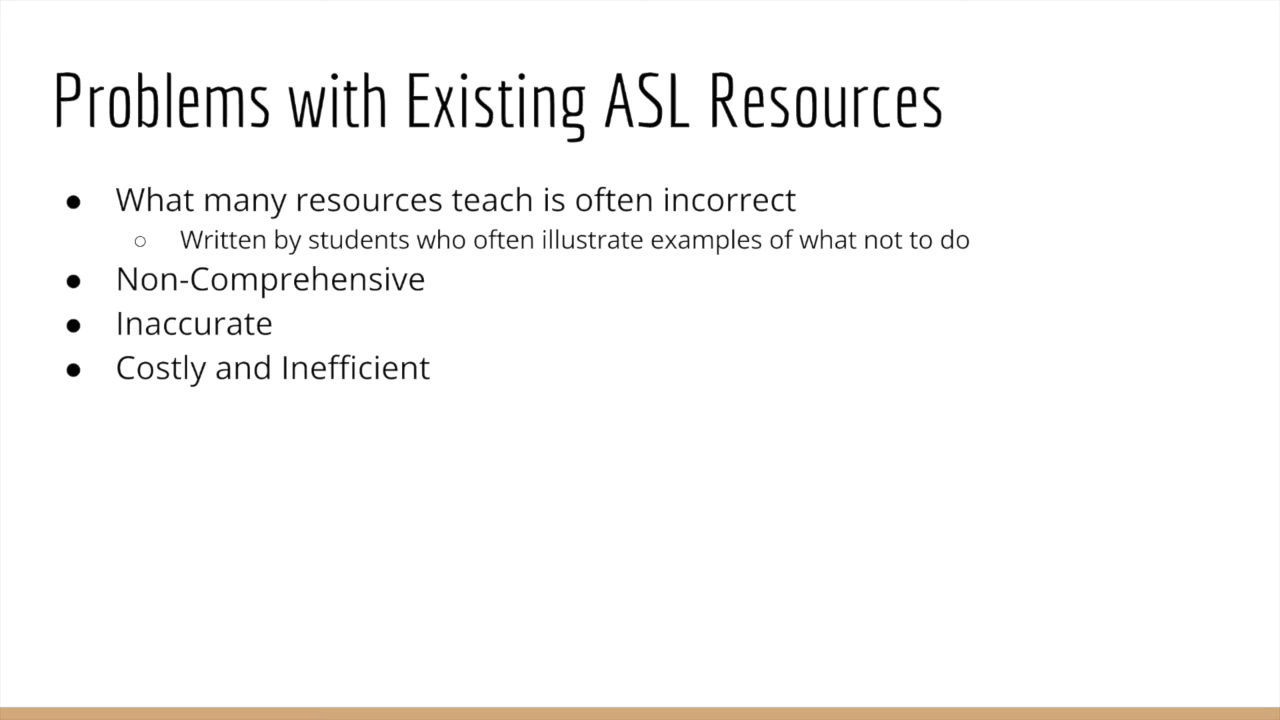 Problems with Existing ASL Resources
● What many resources teach is often incorrect
○ Written by students who often illustrate examples of what not to do
● Non-Comprehensive
● Inaccurate
● Costly and Inefficient